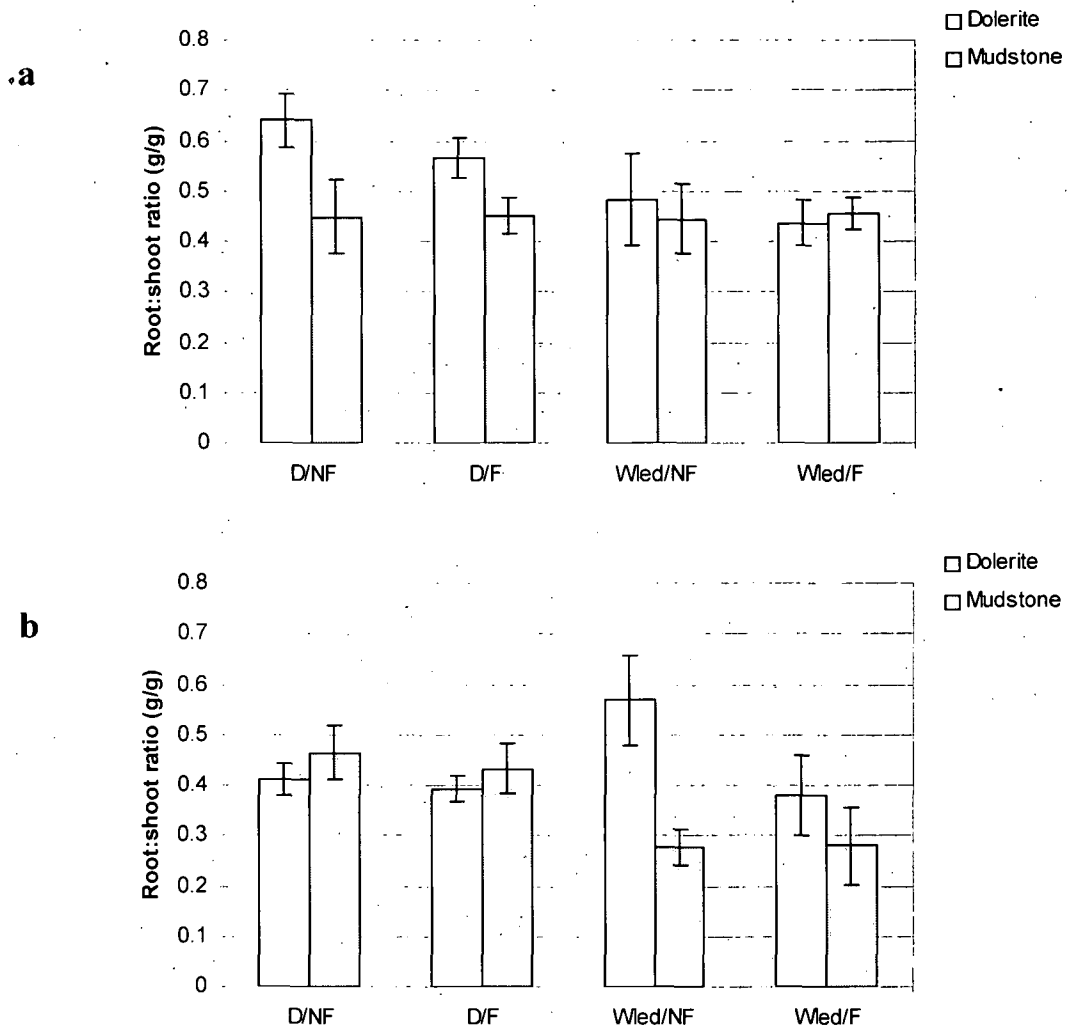 a
Dolerite
Mudstone
Root:shoot ratio (g/g)
0.8
0.7
0.6
0.5
0.4
0.3
0.2
0.1
0
D/NF D/F Wled/NF Wled/F
b
Dolerite
Mudstone
Root:shoot ratio (g/g)
0.8
0.7
0.6
0.5
0.4
0.3
0.2
0.1
0
D/NF D/F Wled/NF Wled/F